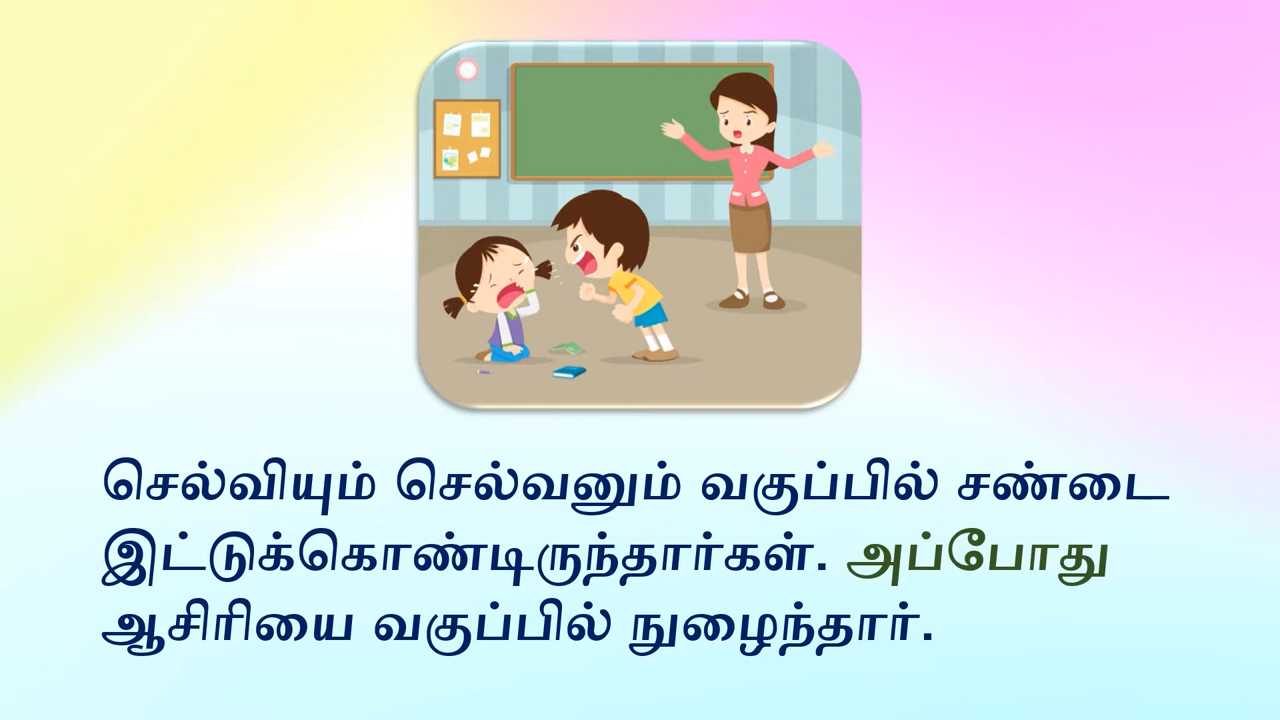 செல்வியும் செல்வனும் வகுப்பில் சண்டை
இட்டுக்கொண்டிருந்தார்கள். அப்போது
ஆசிரியை வகுப்பில் நுழைந்தார்.